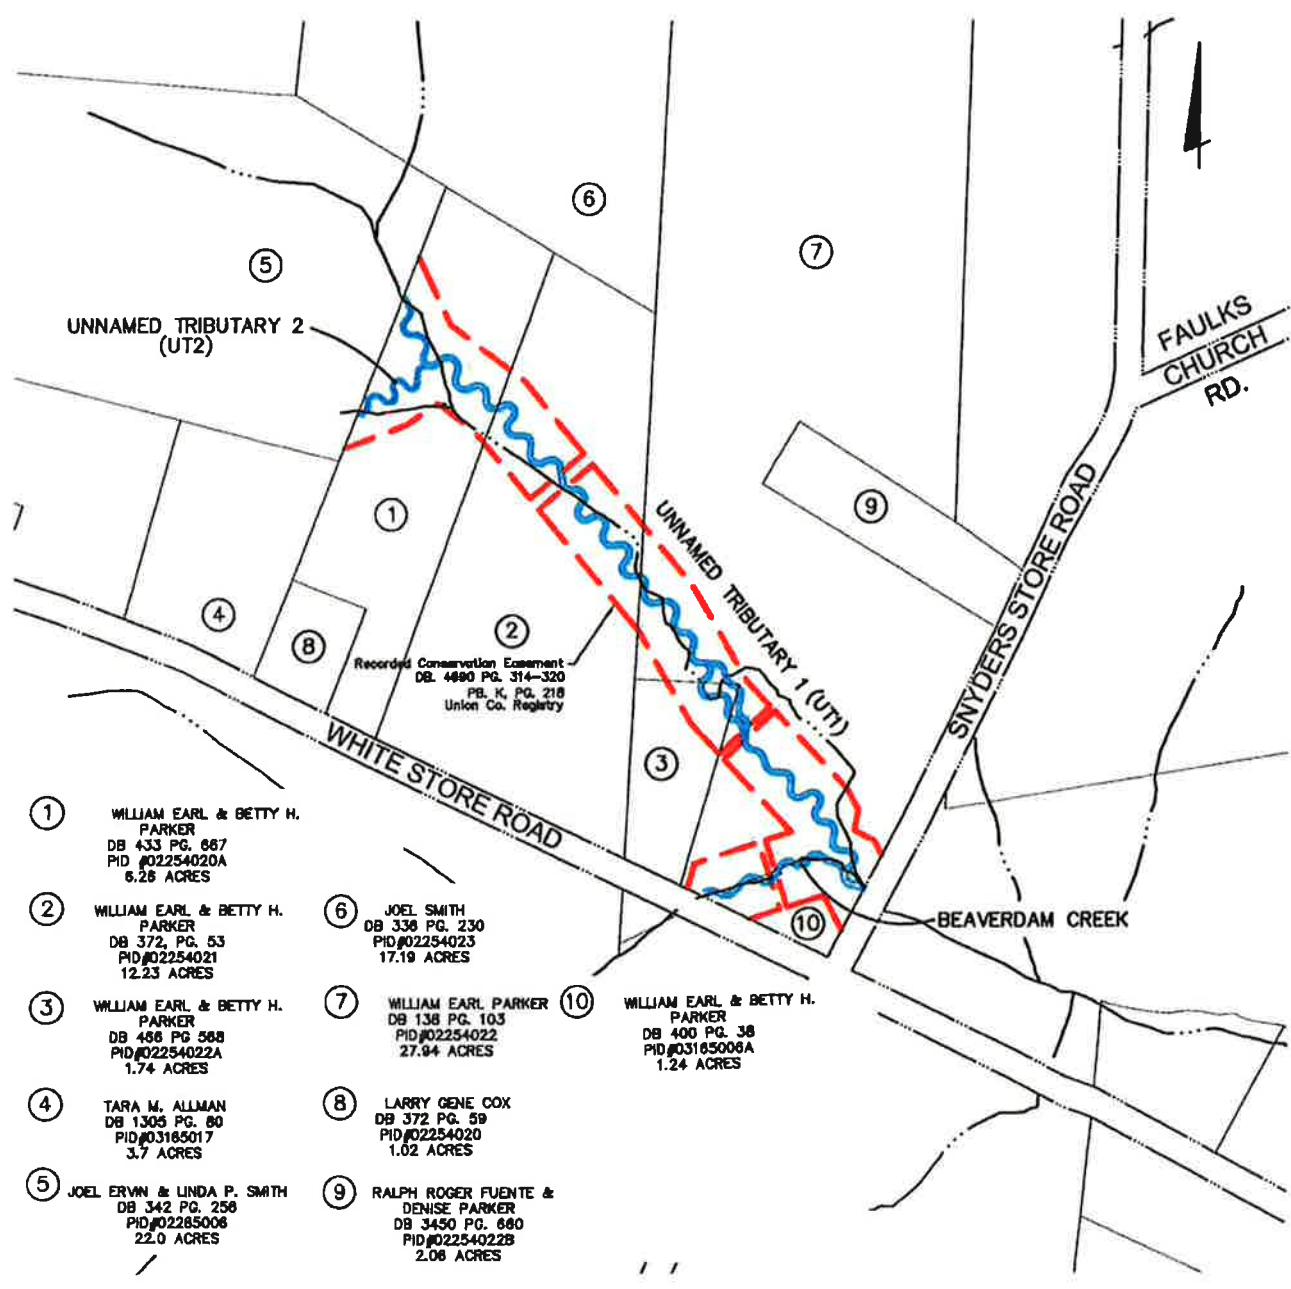 6
7
5
UNNAMED TRIBUTARY 2
(UT2)
FAULKS
CHURCH
RD.
9
1
UNNAMED TRIBUTARY 1 (UT1)
SNYDERS STORE ROAD
4
8
2
Recorded Conservation Easement
DB. 4690 PG. 314-320
PB. K, PG. 218
Union Co. Registry
WHITE STORE ROAD
3
10
BEAVERDAM CREEK
1
WILLIAM EARL & BETTY H.
PARKER
DB 433 PG. 667
PID #02254020A
6.26 ACRES
2
WILLIAM EARL & BETTY H.
PARKER
DB 372, PG. 53
PID#02254021
12.23 ACRES
3
WILLIAM EARL & BETTY H.
PARKER
DB 466 PG 568
PID#02254022A
1.74 ACRES
4
TARA M. ALLMAN
DB 1305 PG. 80
PID#03165017
3.7 ACRES
5
JOEL ERVIN & LINDA P. SMITH
DB 342 PG. 256
PID#02265006
22.0 ACRES
6
JOEL SMITH
DB 336 PG. 230
PID#02254023
17.19 ACRES
7
WILLIAM EARL PARKER
DB 136 PG. 103
PID#02254022
27.94 ACRES
8
LARRY GENE COX
DB 372 PG. 59
PID#02254020
1.02 ACRES
9
RALPH ROGER FUENTE &
DENISE PARKER
DB 3450 PG. 660
PID#02254022B
2.06 ACRES
10
WILLIAM EARL & BETTY H.
PARKER
DB 400 PG. 36
PID#03165006A
1.24 ACRES